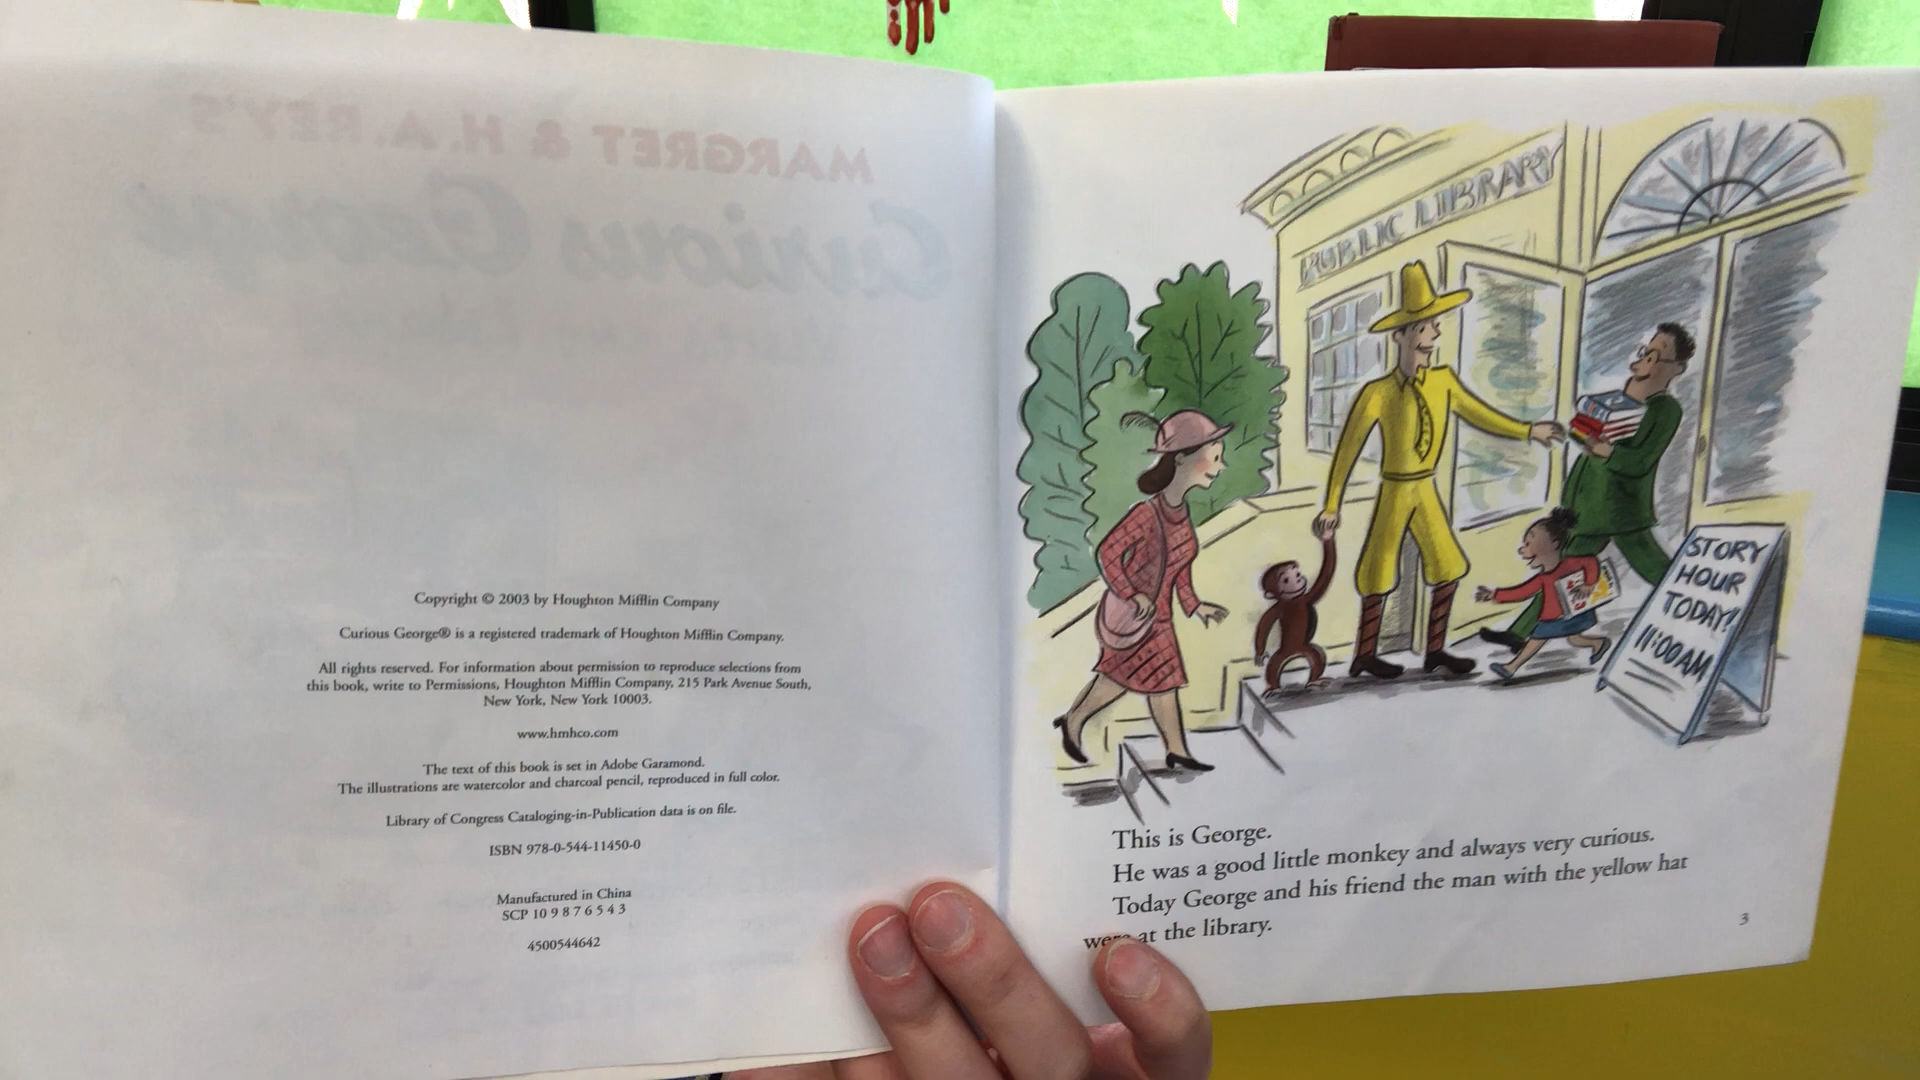 MARGRET & H.A.REY'S
Curious George
Copyright © 2003 by Houghton Mifflin Company
Curious George® is a registered trademark of Houghton Mifflin Company.
All rights reserved. For information about permission to reproduce selections from
this book, write to Permissions, Houghton Mifflin Company, 215 Park Avenue South,
New York, New York 10003.
www.hmhco.com
The text of this book is set in Adobe Garamond.
The illustrations are watercolor and charcoal pencil, reproduced in full color.
Library of Congress Cataloging-in-Publication data is on file.
ISBN 978-0-544-11450-0
Manufactured in China
SCP 10 9 8 7 6 5 4 3
4500544642
PUBLIC LIBRARY
STORY
HOUR
TODAY!
11:00AM
This is George.
He was a good little monkey and always very curious.
Today George and his friend the man with the yellow hat
were at the library.
3